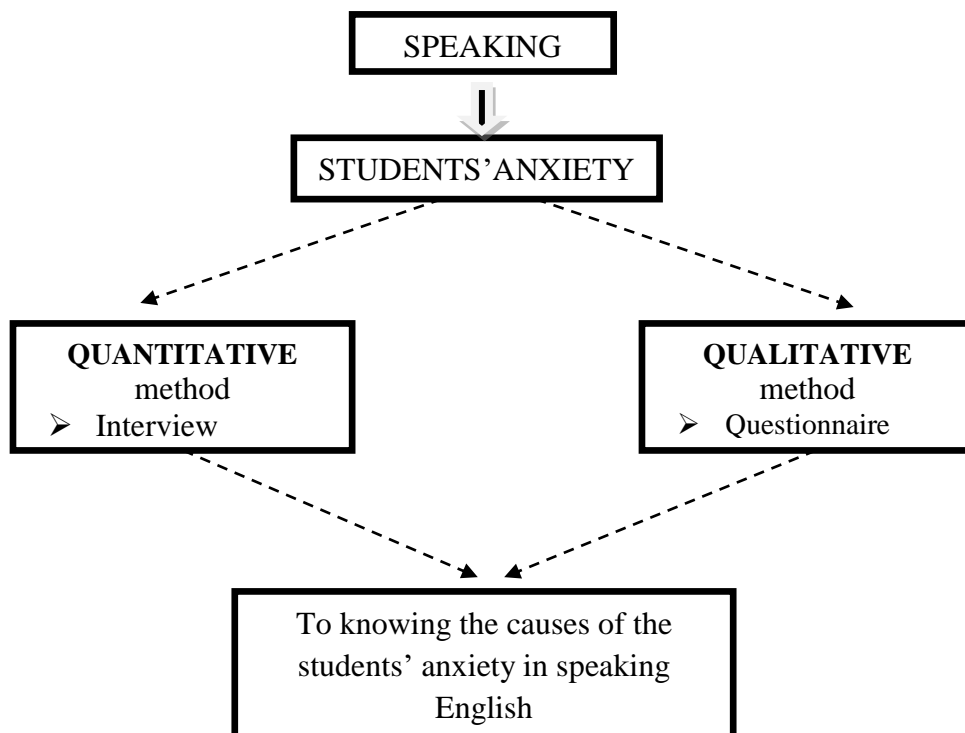 SPEAKING
STUDENTS’ANXIETY
QUANTITATIVE
method
➢ Interview
QUALITATIVE
method
➢ Questionnaire
To knowing the causes of the
students’ anxiety in speaking
English